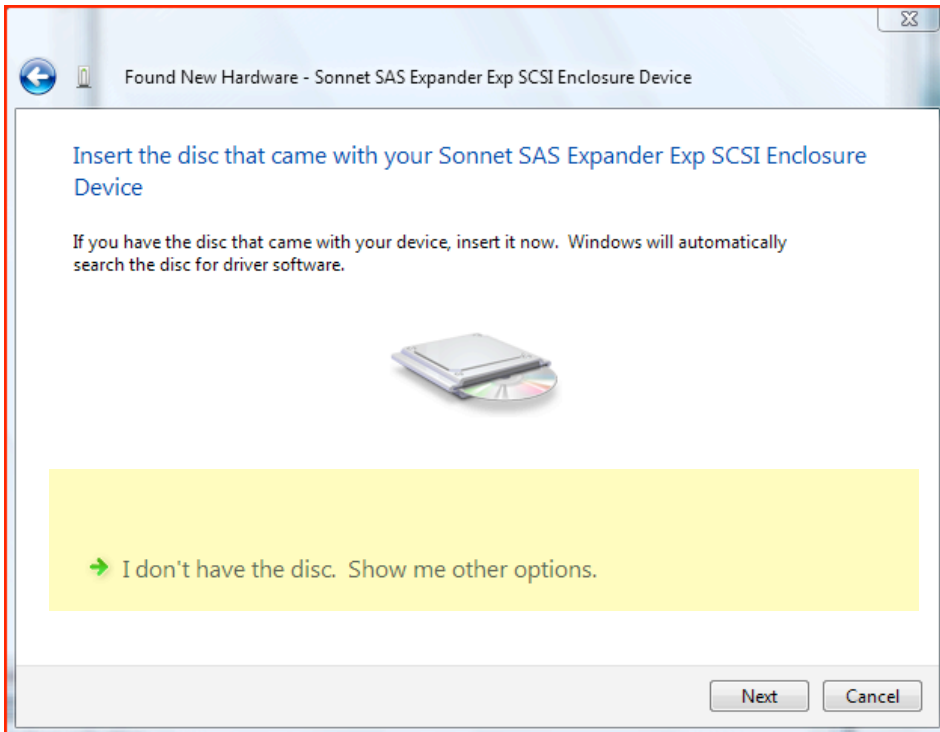 Found New Hardware - Sonnet SAS Expander Exp SCSI Enclosure Device
Insert the disc that came with your Sonnet SAS Expander Exp SCSI Enclosure
Device
If you have the disc that came with your device, insert it now.  Windows will automatically
search the disc for driver software.
I don't have the disc.  Show me other options.
Next
Cancel